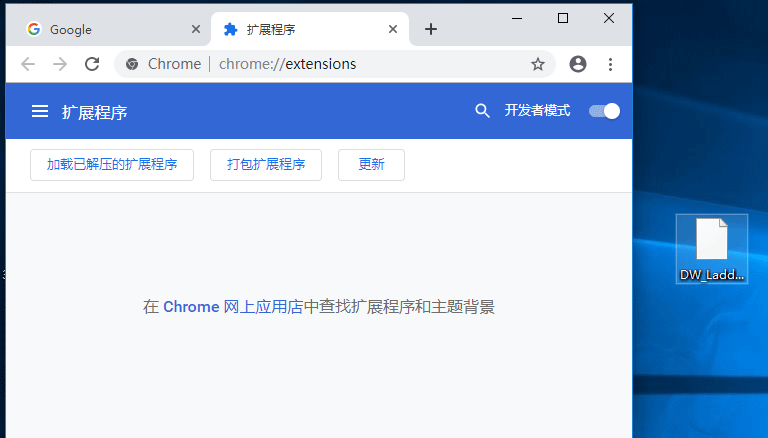 Google
扩展程序
Chrome | chrome://extensions
扩展程序
开发者模式
加载已解压的扩展程序
打包扩展程序
更新
DW_Ladd...
在 Chrome 网上应用店中查找扩展程序和主题背景